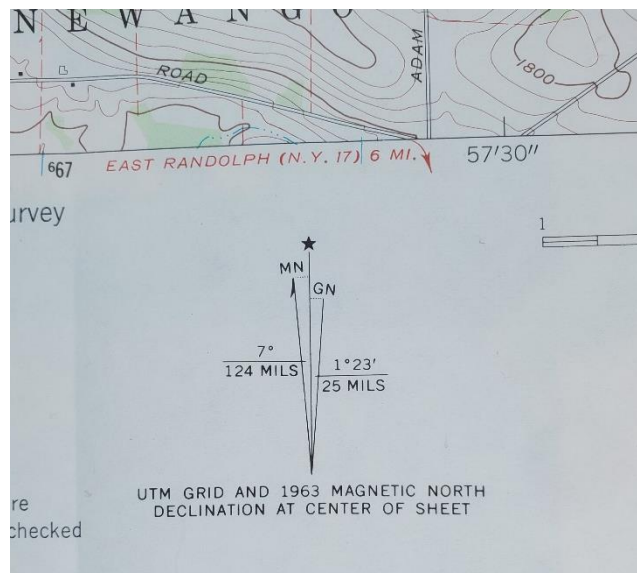 NEWANGO
ROAD
ADAM
1800
⁶67
EAST RANDOLPH (N.Y. 17) 6 MI.
57'30"
urvey
1
★
MN
GN
7°
124 MILS
1°23'
25 MILS
UTM GRID AND 1963 MAGNETIC NORTH
DECLINATION AT CENTER OF SHEET
re
checked